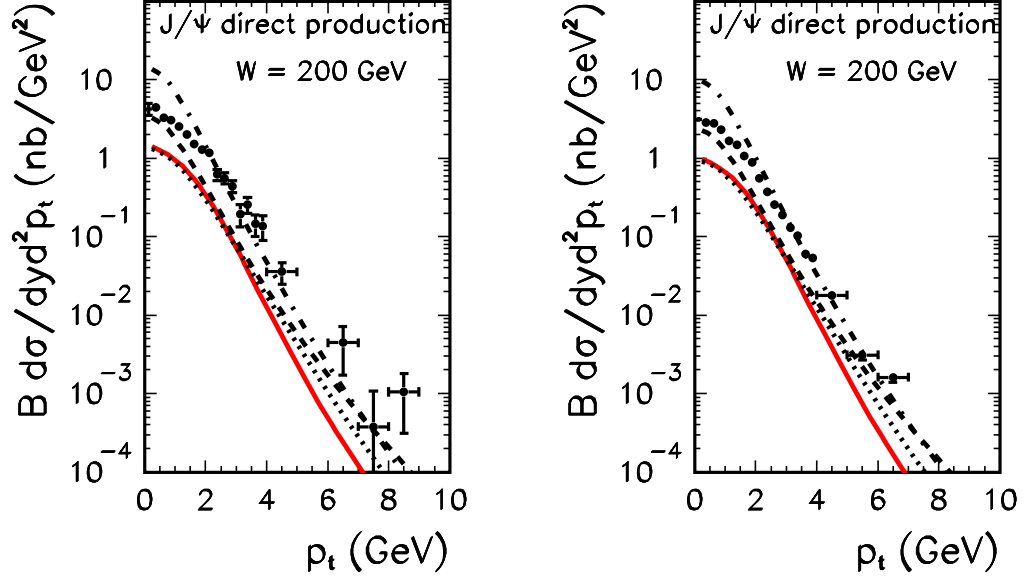 J/ψ direct production
W = 200 GeV
B dσ/dyd²pₜ (nb/GeV²)
10
1
10⁻¹
10⁻²
10⁻³
10⁻⁴
0 2 4 6 8 10
pₜ (GeV)
J/ψ direct production
W = 200 GeV
B dσ/dyd²pₜ (nb/GeV²)
10
1
10⁻¹
10⁻²
10⁻³
10⁻⁴
0 2 4 6 8 10
pₜ (GeV)